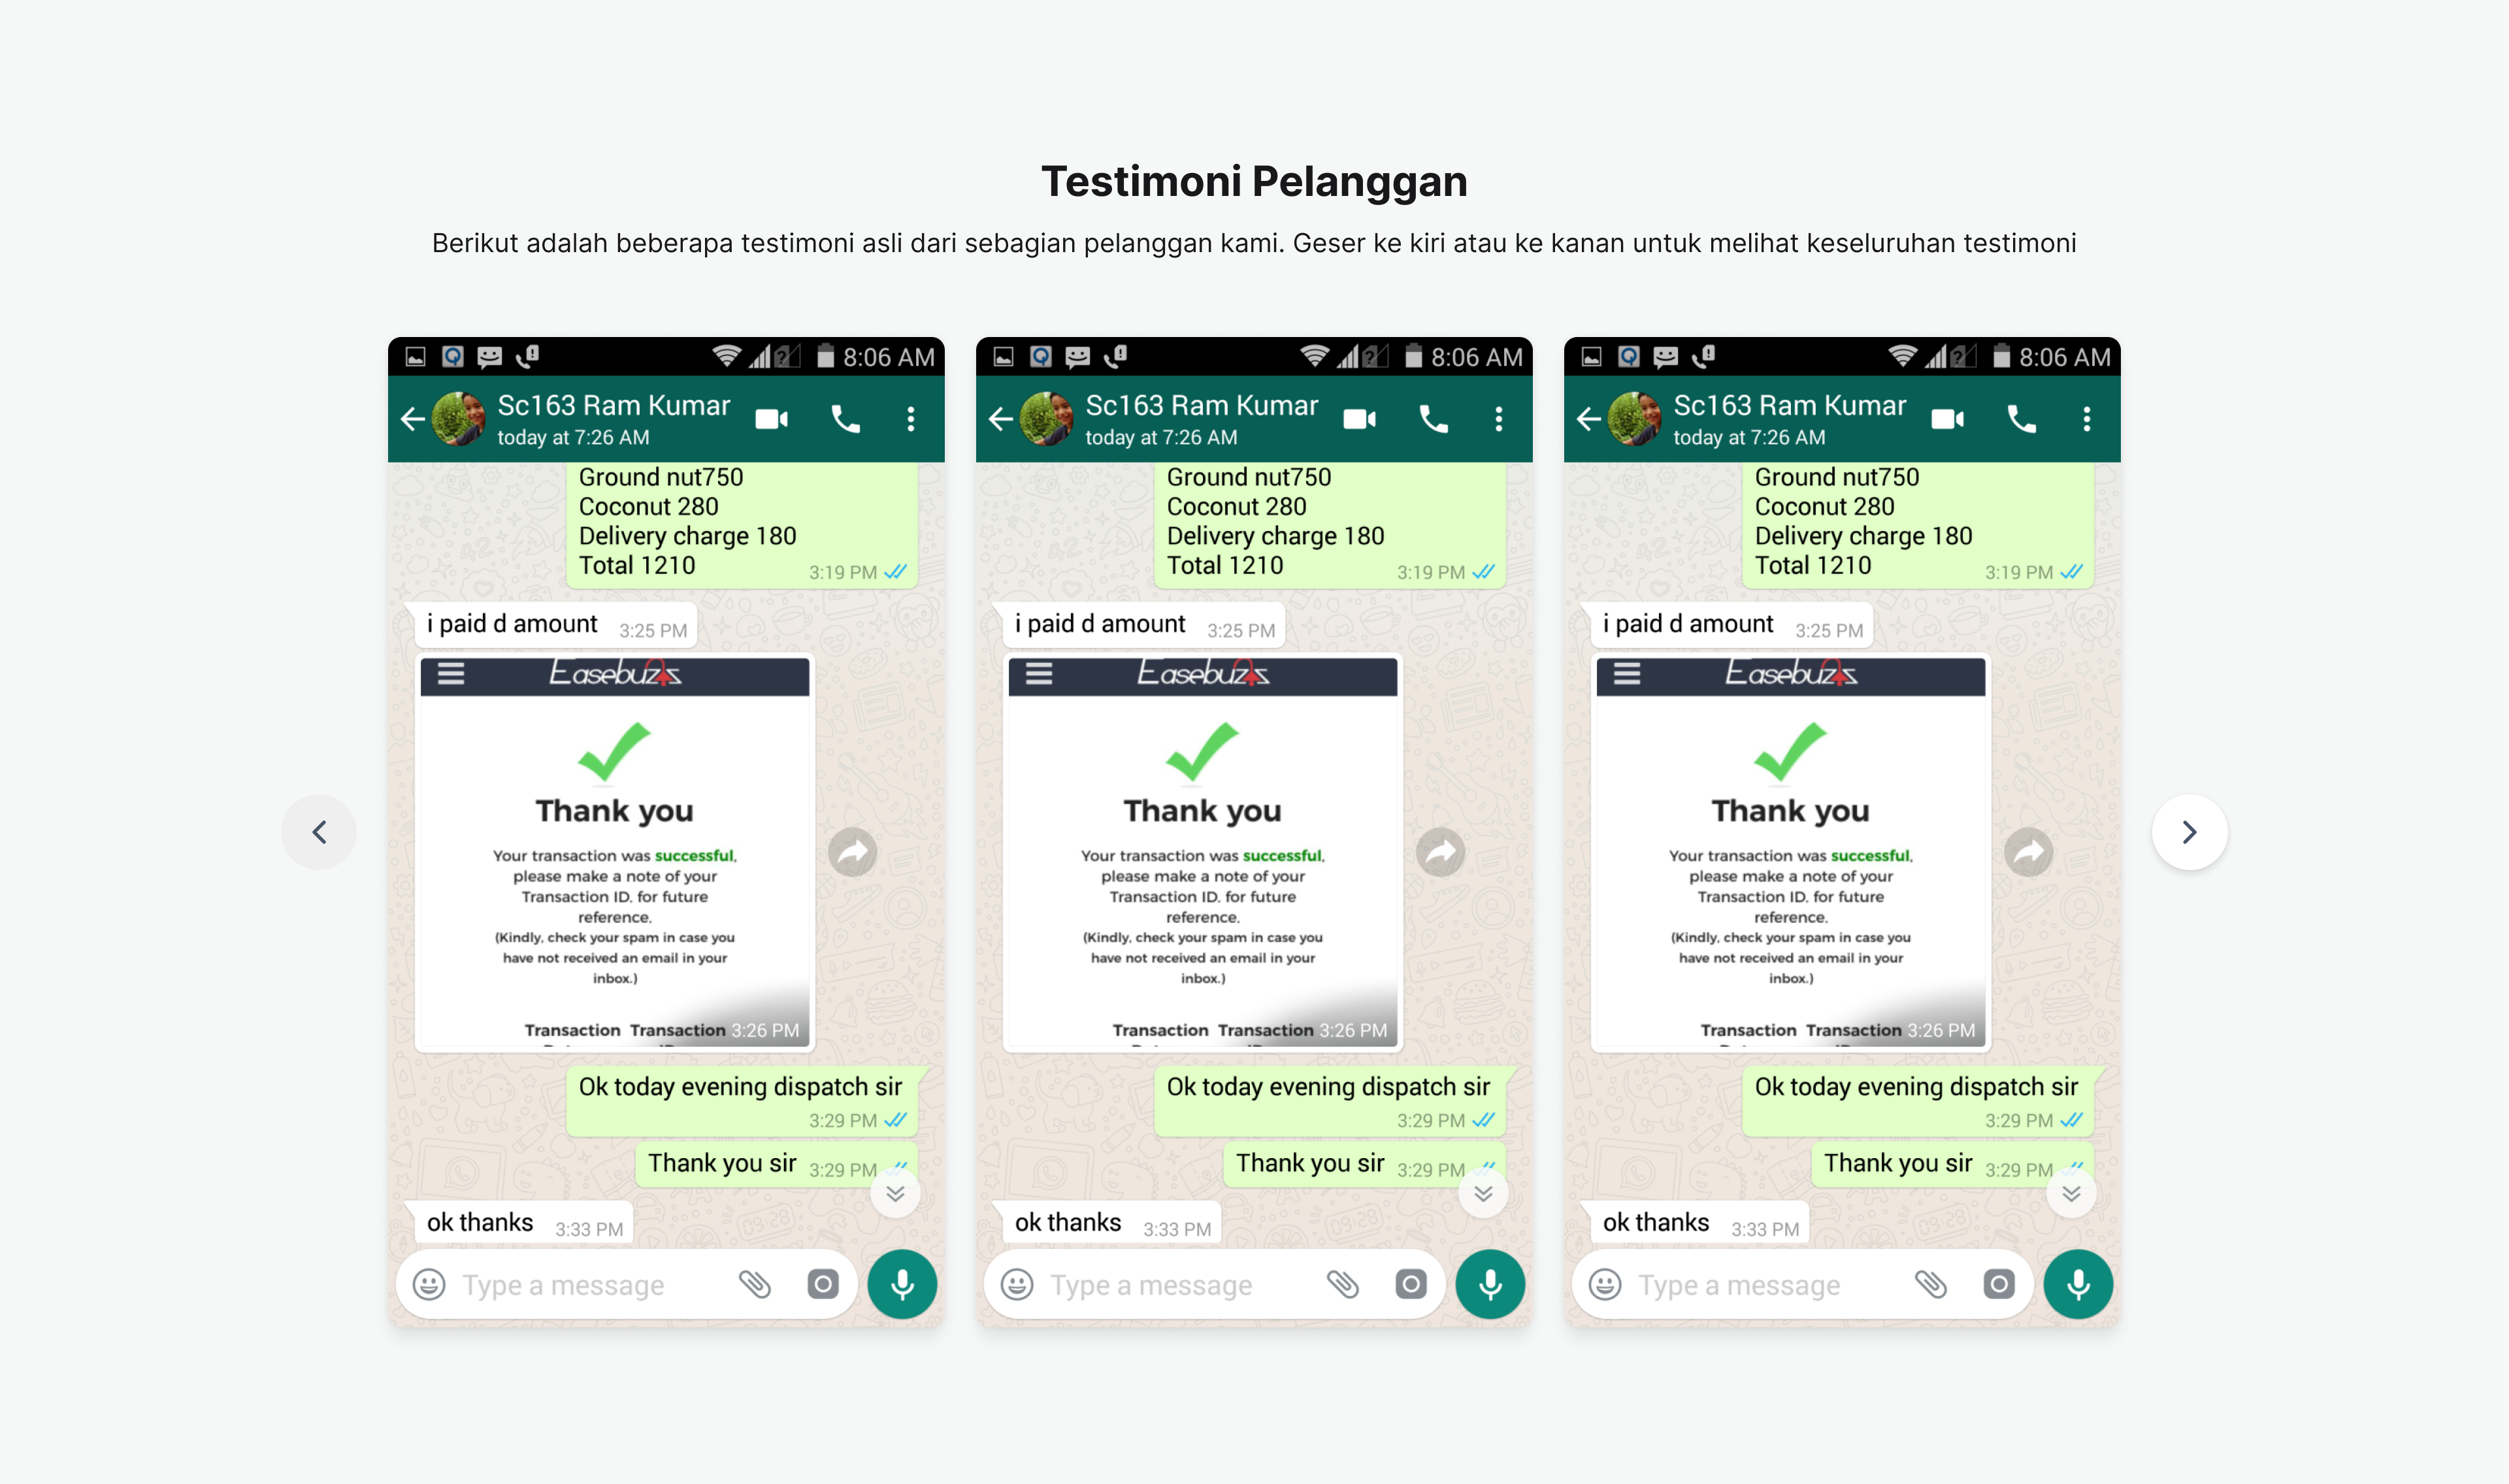 Testimoni Pelanggan
Berikut adalah beberapa testimoni asli dari sebagian pelanggan kami. Geser ke kiri atau ke kanan untuk melihat keseluruhan testimoni
8:06 AM
Sc163 Ram Kumar
today at 7:26 AM
Ground nut750
Coconut 280
Delivery charge 180
Total 1210
3:19 PM
i paid d amount 3:25 PM
Easebuzz
Thank you
Your transaction was successful,
please make a note of your
Transaction ID. for future
reference.
(Kindly, check your spam in case you
have not received an email in your
inbox.)
Transaction Transaction 3:26 PM
Ok today evening dispatch sir
3:29 PM
Thank you sir 3:29 PM
ok thanks 3:33 PM
Type a message
8:06 AM
Sc163 Ram Kumar
today at 7:26 AM
Ground nut750
Coconut 280
Delivery charge 180
Total 1210
3:19 PM
i paid d amount 3:25 PM
Easebuzz
Thank you
Your transaction was successful,
please make a note of your
Transaction ID. for future
reference.
(Kindly, check your spam in case you
have not received an email in your
inbox.)
Transaction Transaction 3:26 PM
Ok today evening dispatch sir
3:29 PM
Thank you sir 3:29 PM
ok thanks 3:33 PM
Type a message
8:06 AM
Sc163 Ram Kumar
today at 7:26 AM
Ground nut750
Coconut 280
Delivery charge 180
Total 1210
3:19 PM
i paid d amount 3:25 PM
Easebuzz
Thank you
Your transaction was successful,
please make a note of your
Transaction ID. for future
reference.
(Kindly, check your spam in case you
have not received an email in your
inbox.)
Transaction Transaction 3:26 PM
Ok today evening dispatch sir
3:29 PM
Thank you sir 3:29 PM
ok thanks 3:33 PM
Type a message